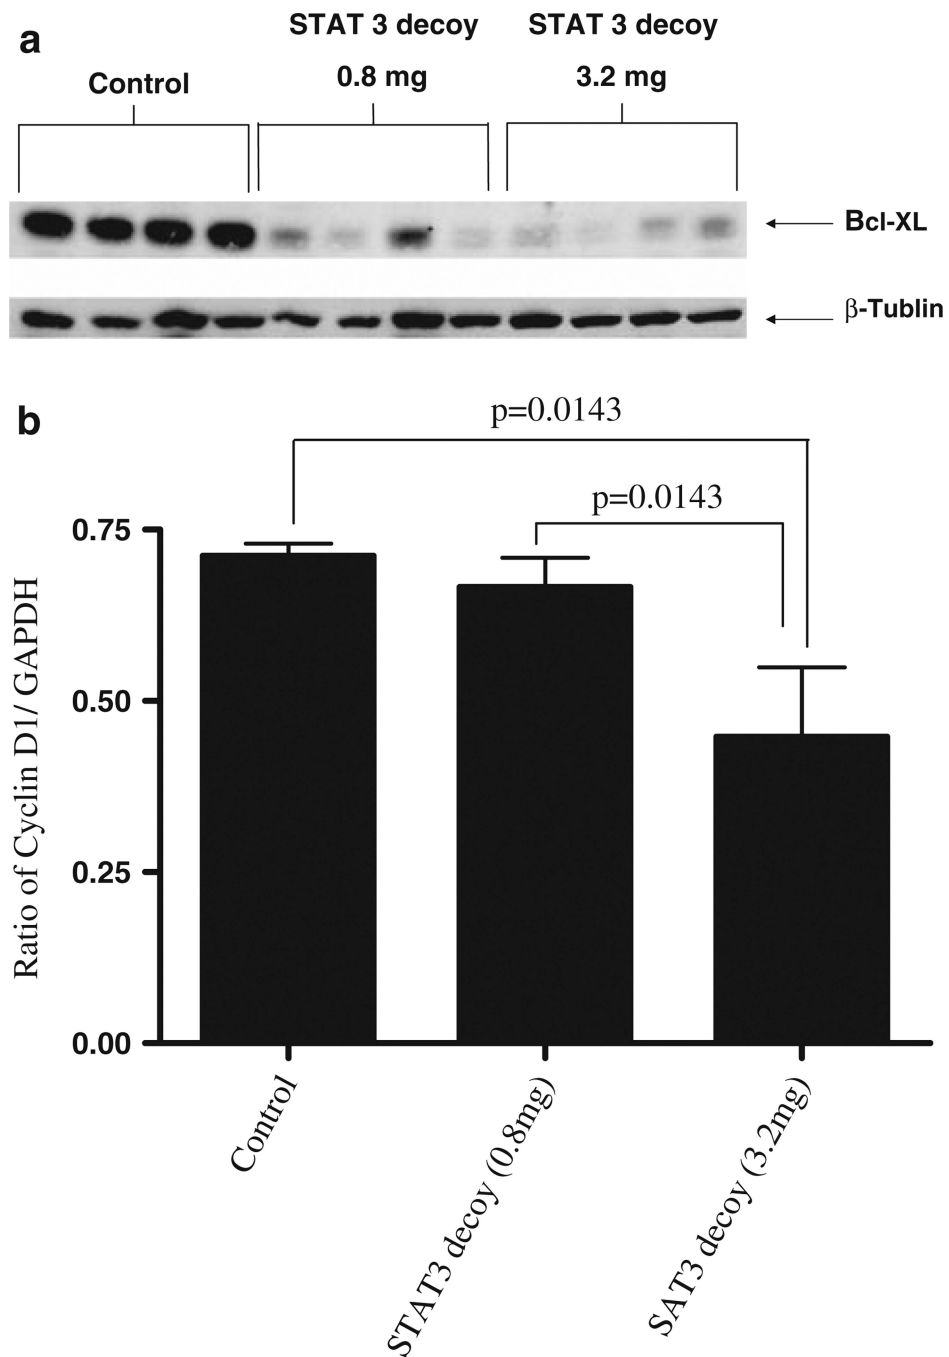 a
STAT 3 decoy
STAT 3 decoy
Control
0.8 mg
3.2 mg
Bcl-XL
β-Tublin
b
p=0.0143
p=0.0143
0.75
0.50
0.25
0.00
Ratio of Cyclin D1/ GAPDH
Control
STAT3 decoy (0.8mg)
SAT3 decoy (3.2mg)